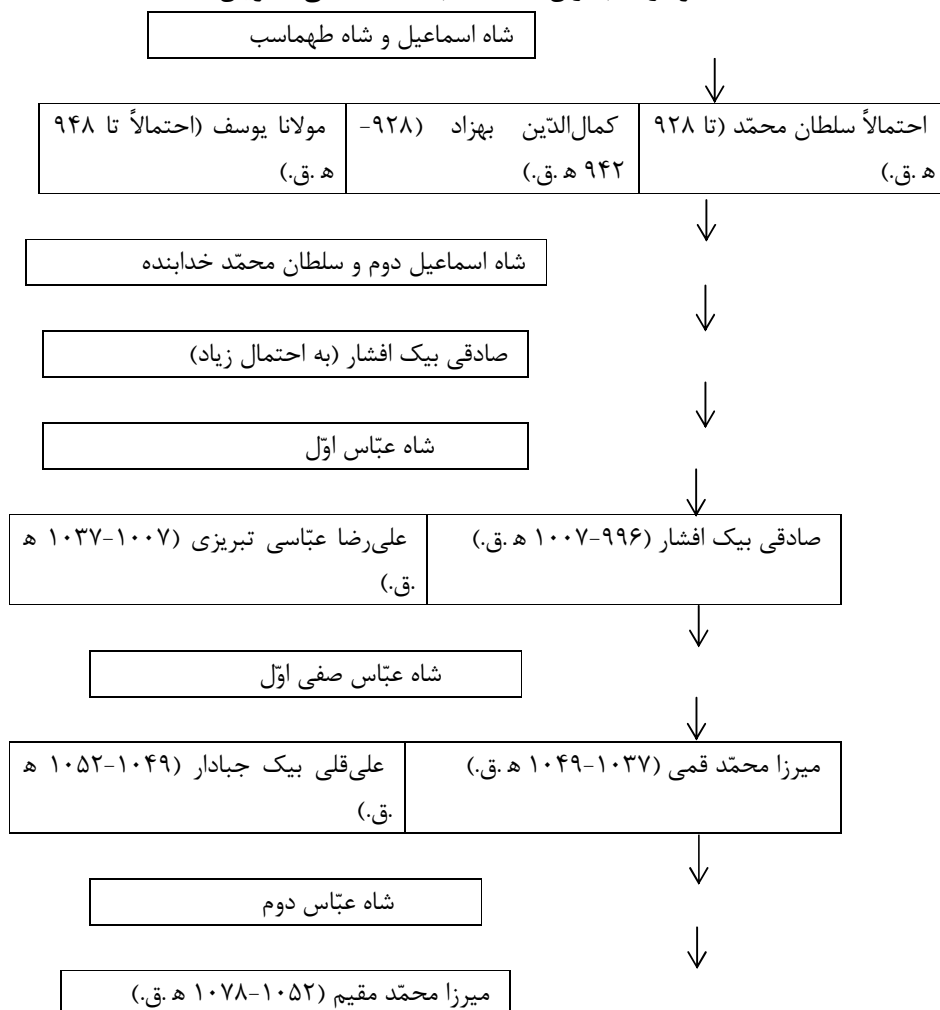 شاه اسماعیل و شاه طهماسب
احتمالاً سلطان محمّد (تا ۹۲۸
ه .ق.)
کمال‌الدّین بهزاد (۹۲۸-
۹۴۲ ه .ق.)
مولانا یوسف (احتمالاً تا ۹۴۸
ه .ق.)
شاه اسماعیل دوم و سلطان محمّد خدابنده
صادقی بیک افشار (به احتمال زیاد)
شاه عبّاس اوّل
صادقی بیک افشار (۹۹۶-۱۰۰۷ ه .ق.)
علی‌رضا عبّاسی تبریزی (۱۰۰۷-۱۰۳۷ ه
.ق.)
شاه عبّاس صفی اوّل
میرزا محمّد قمی (۱۰۳۷-۱۰۴۹ ه .ق.)
علی‌قلی بیک جبادار (۱۰۴۹-۱۰۵۲ ه
.ق.)
شاه عبّاس دوم
میرزا محمّد مقیم (۱۰۵۲-۱۰۷۸ ه .ق.)